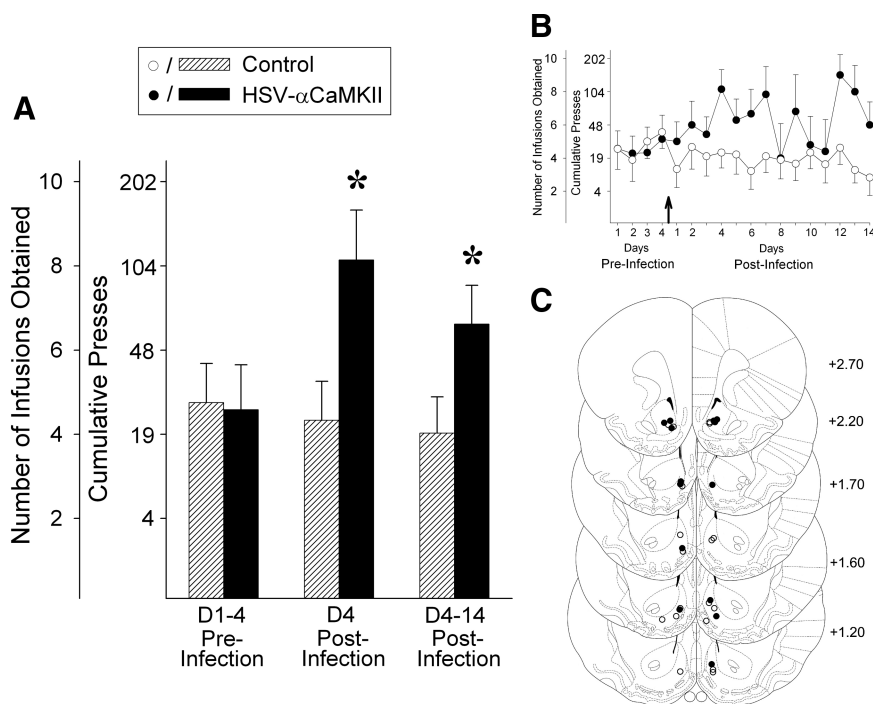 ○ / Control
● / HSV-αCaMKII
A
Number of Infusions Obtained
10
8
6
4
2
Cumulative Presses
202
104
48
19
4
*
*
D1-4
Pre-
Infection
D4
Post-
Infection
D4-14
Post-
Infection
B
Number of Infusions Obtained
10
8
6
4
2
Cumulative Presses
202
104
48
19
4
1 2 3 4 1 2 4 6 8 10 12 14
Days Days
Pre-Infection Post-Infection
C
+2.70
+2.20
+1.70
+1.60
+1.20